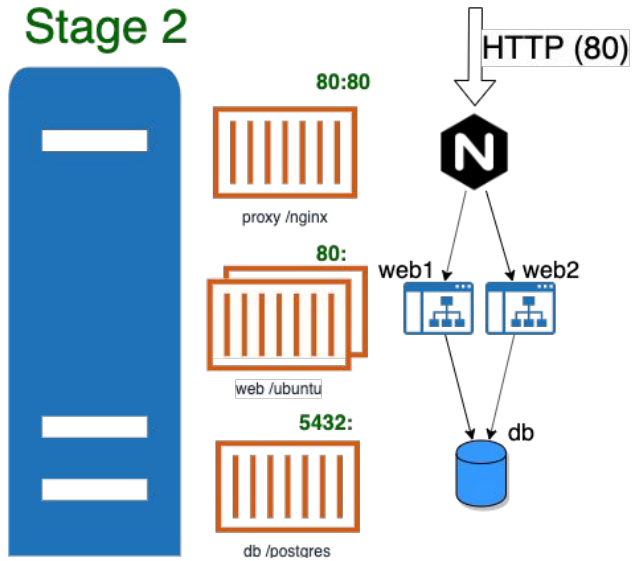 Stage 2
HTTP (80)
80:80
N
proxy /nginx
80:
web1
web2
web /ubuntu
5432:
db
db /postgres